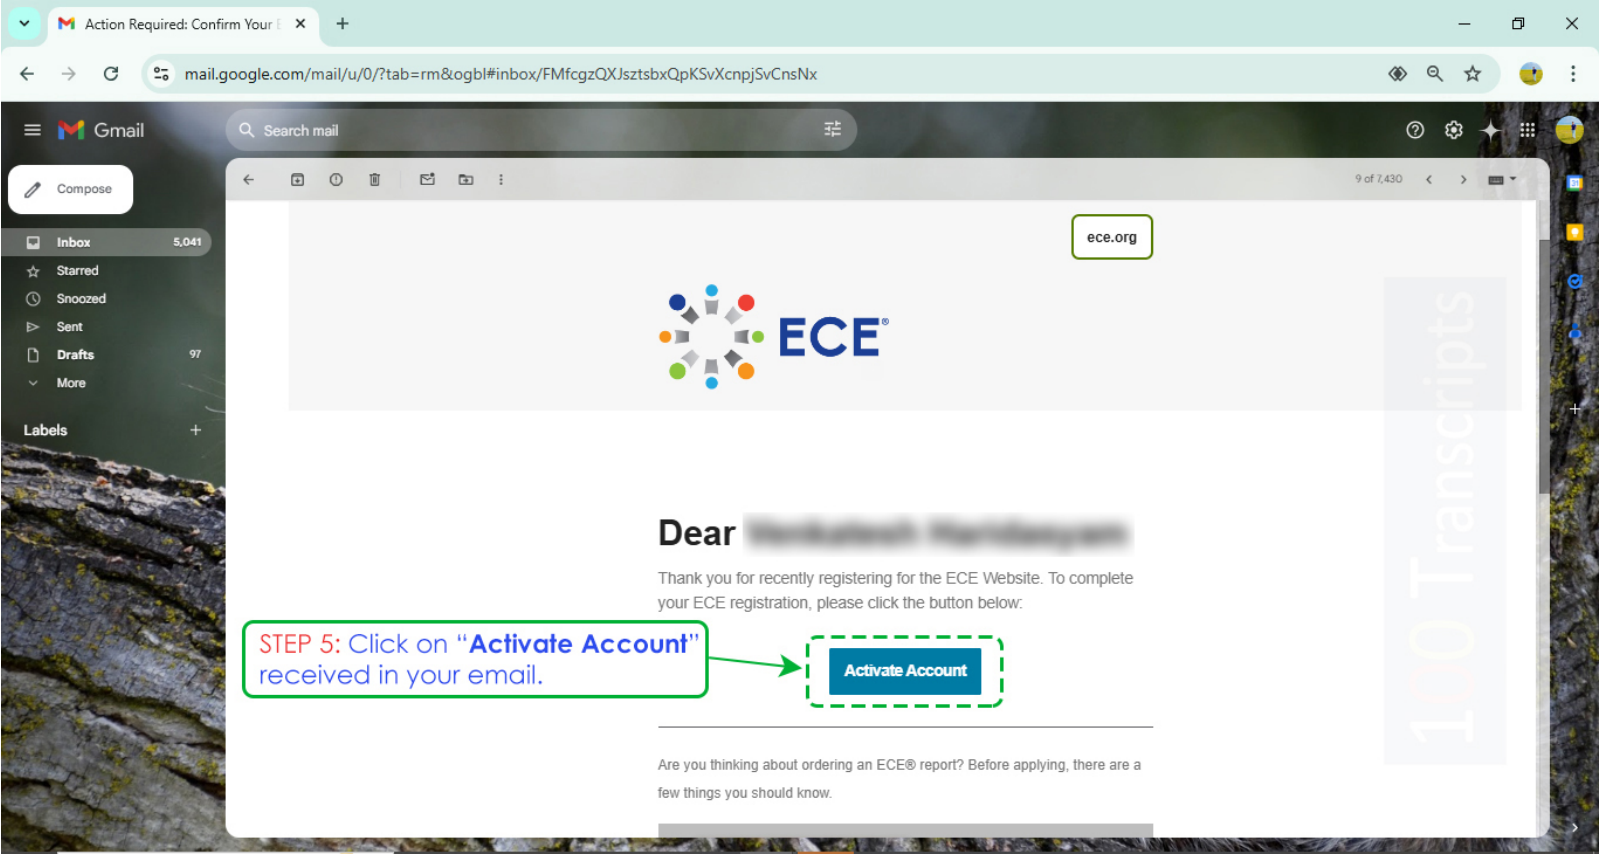 Action Required: Confirm Your E
mail.google.com/mail/u/0/?tab=rm&ogbl#inbox/FMfcgzQXJsztsbxQpKSvXcnpjSvCnsNx
Gmail
Search mail
Compose
9 of 7,430
31
Inbox 5,041
Starred
Snoozed
Sent
Drafts 97
More
Labels
ece.org
ECE®
Dear
Thank you for recently registering for the ECE Website. To complete
your ECE registration, please click the button below:
STEP 5: Click on “Activate Account”
received in your email.
Activate Account
Are you thinking about ordering an ECE® report? Before applying, there are a
few things you should know.
100 Transcripts